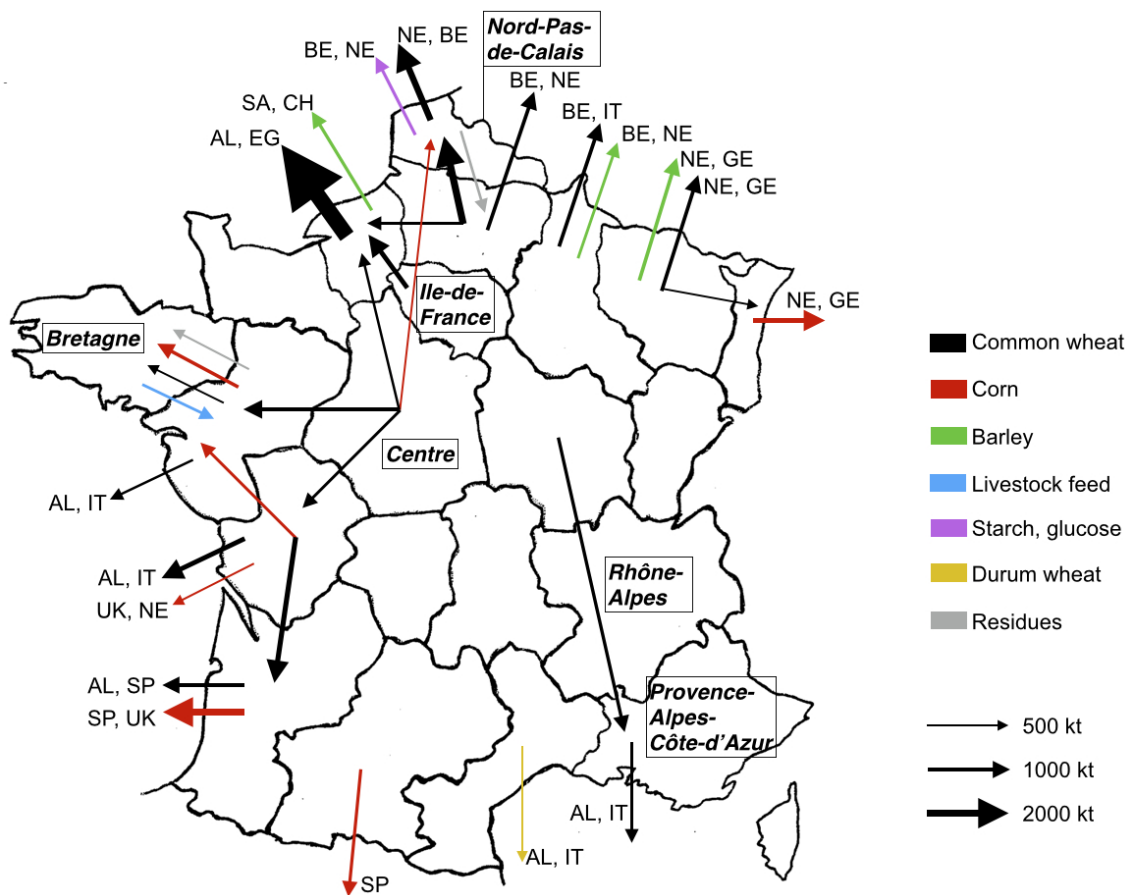 NE, BE
Nord-Pas-
de-Calais
BE, NE
BE, NE
SA, CH
BE, IT
AL, EG
BE, NE
NE, GE
NE, GE
Ile-de-
France
NE, GE
Bretagne
Common wheat
Corn
Barley
Centre
Livestock feed
AL, IT
Starch, glucose
AL, IT
Rhône-
Alpes
Durum wheat
UK, NE
Residues
AL, SP
SP, UK
Provence-
Alpes-
Côte-d'Azur
500 kt
1000 kt
2000 kt
AL, IT
AL, IT
SP